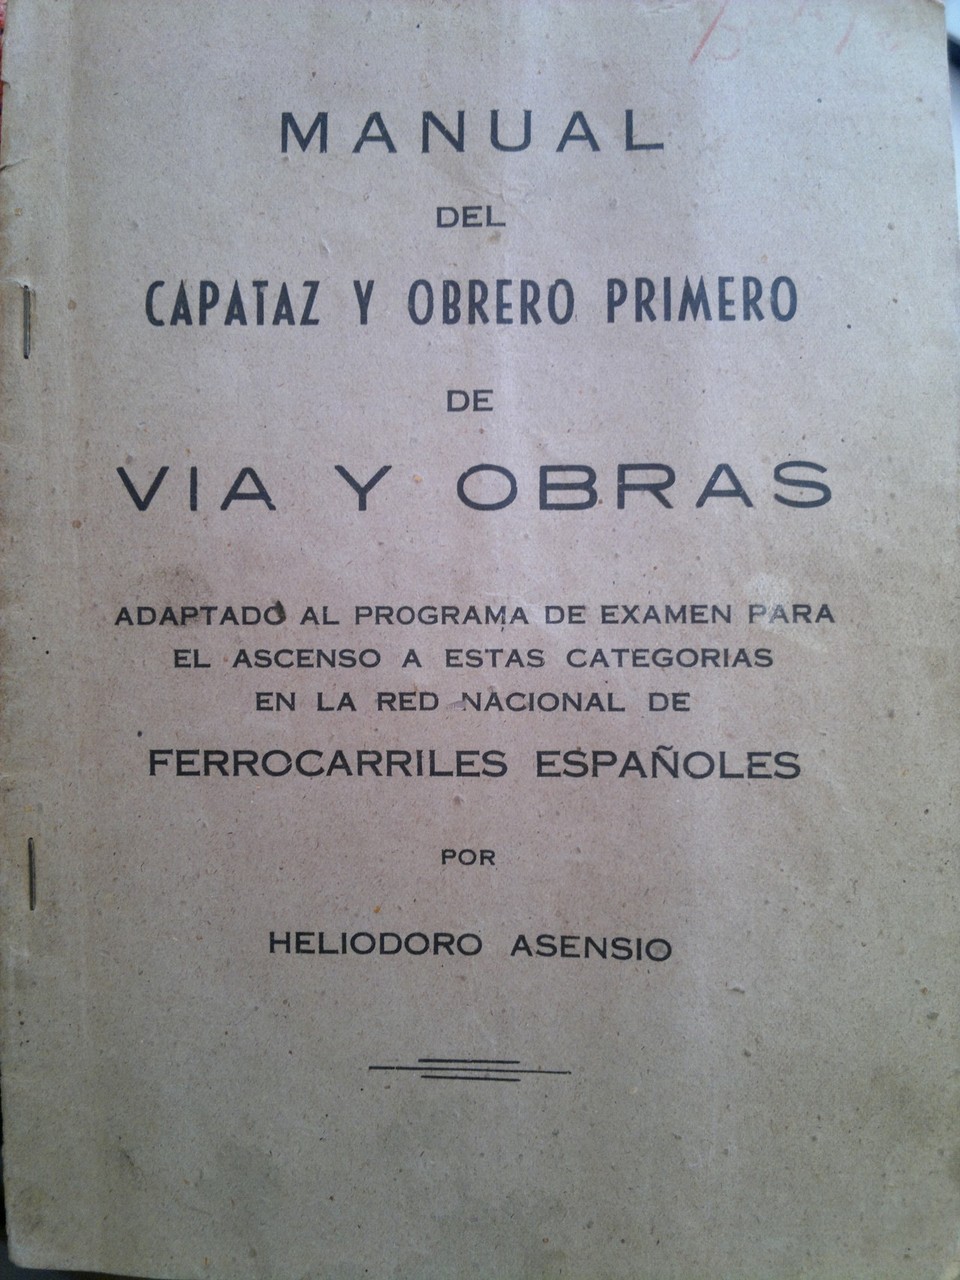 MANUAL
DEL
CAPATAZ Y OBRERO PRIMERO
DE
VIA Y OBRAS
ADAPTADO AL PROGRAMA DE EXAMEN PARA
EL ASCENSO A ESTAS CATEGORIAS
EN LA RED NACIONAL DE
FERROCARRILES ESPAÑOLES
POR
HELIODORO ASENSIO